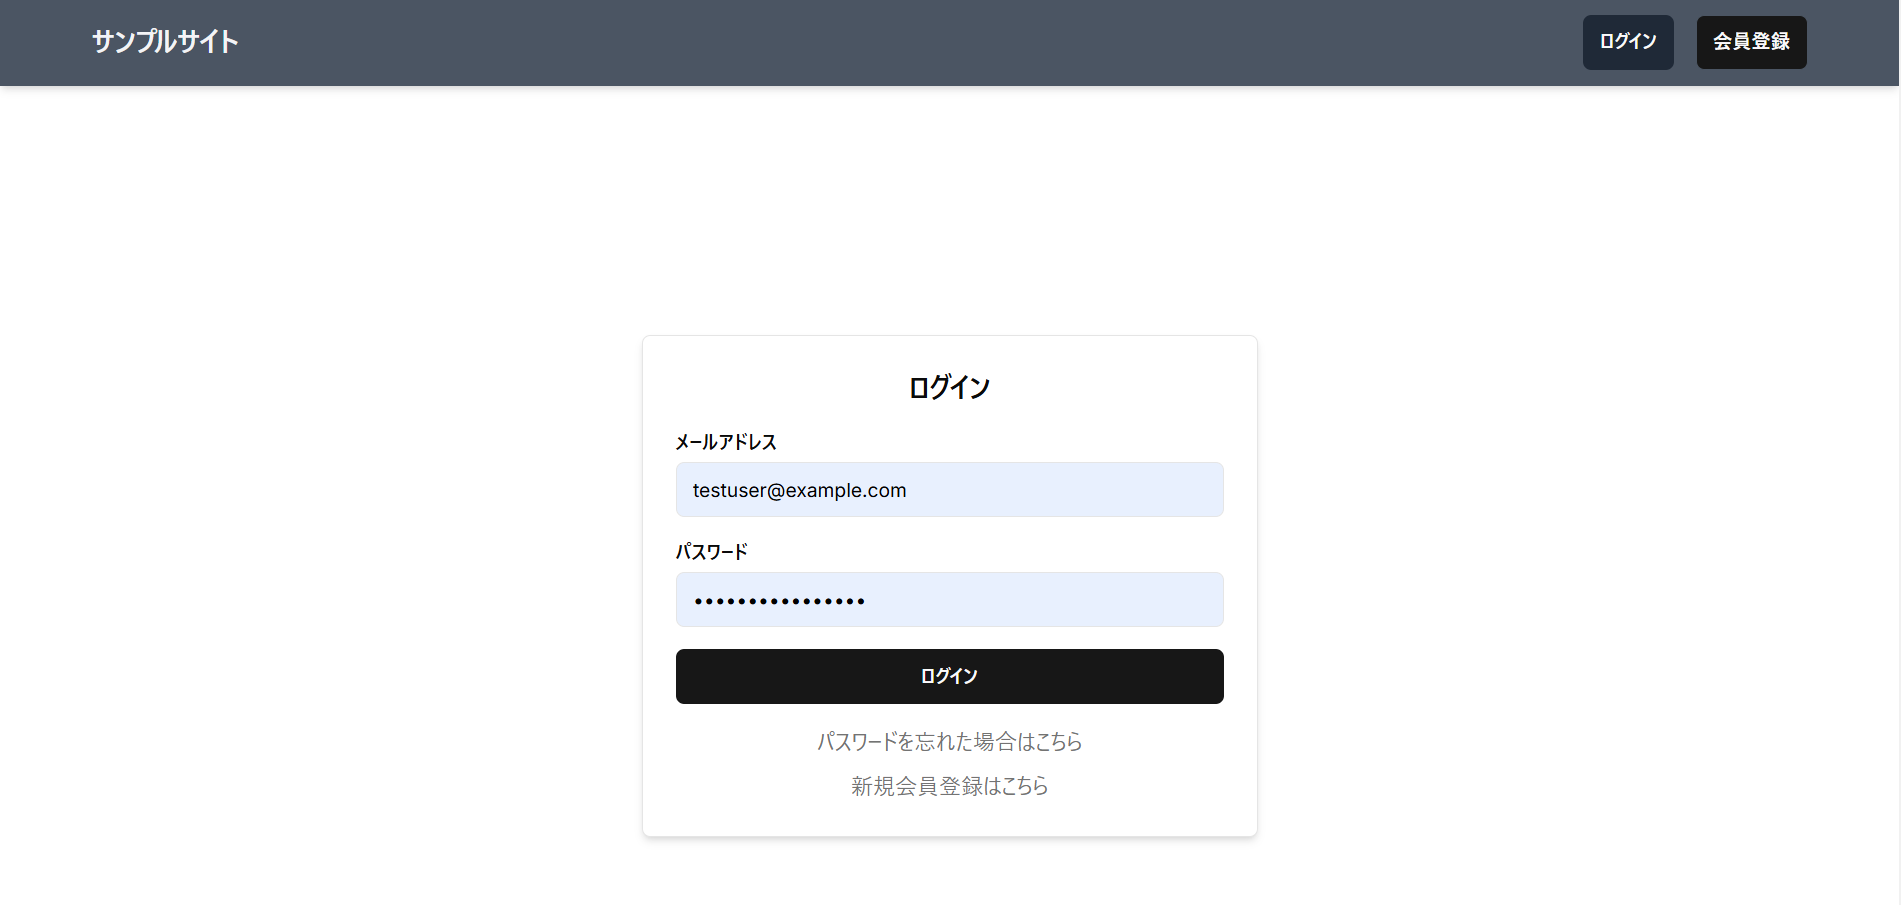 サンプルサイト
ログイン
会員登録
ログイン
メールアドレス
testuser@example.com
パスワード
••••••••••••••••
ログイン
パスワードを忘れた場合はこちら
新規会員登録はこちら